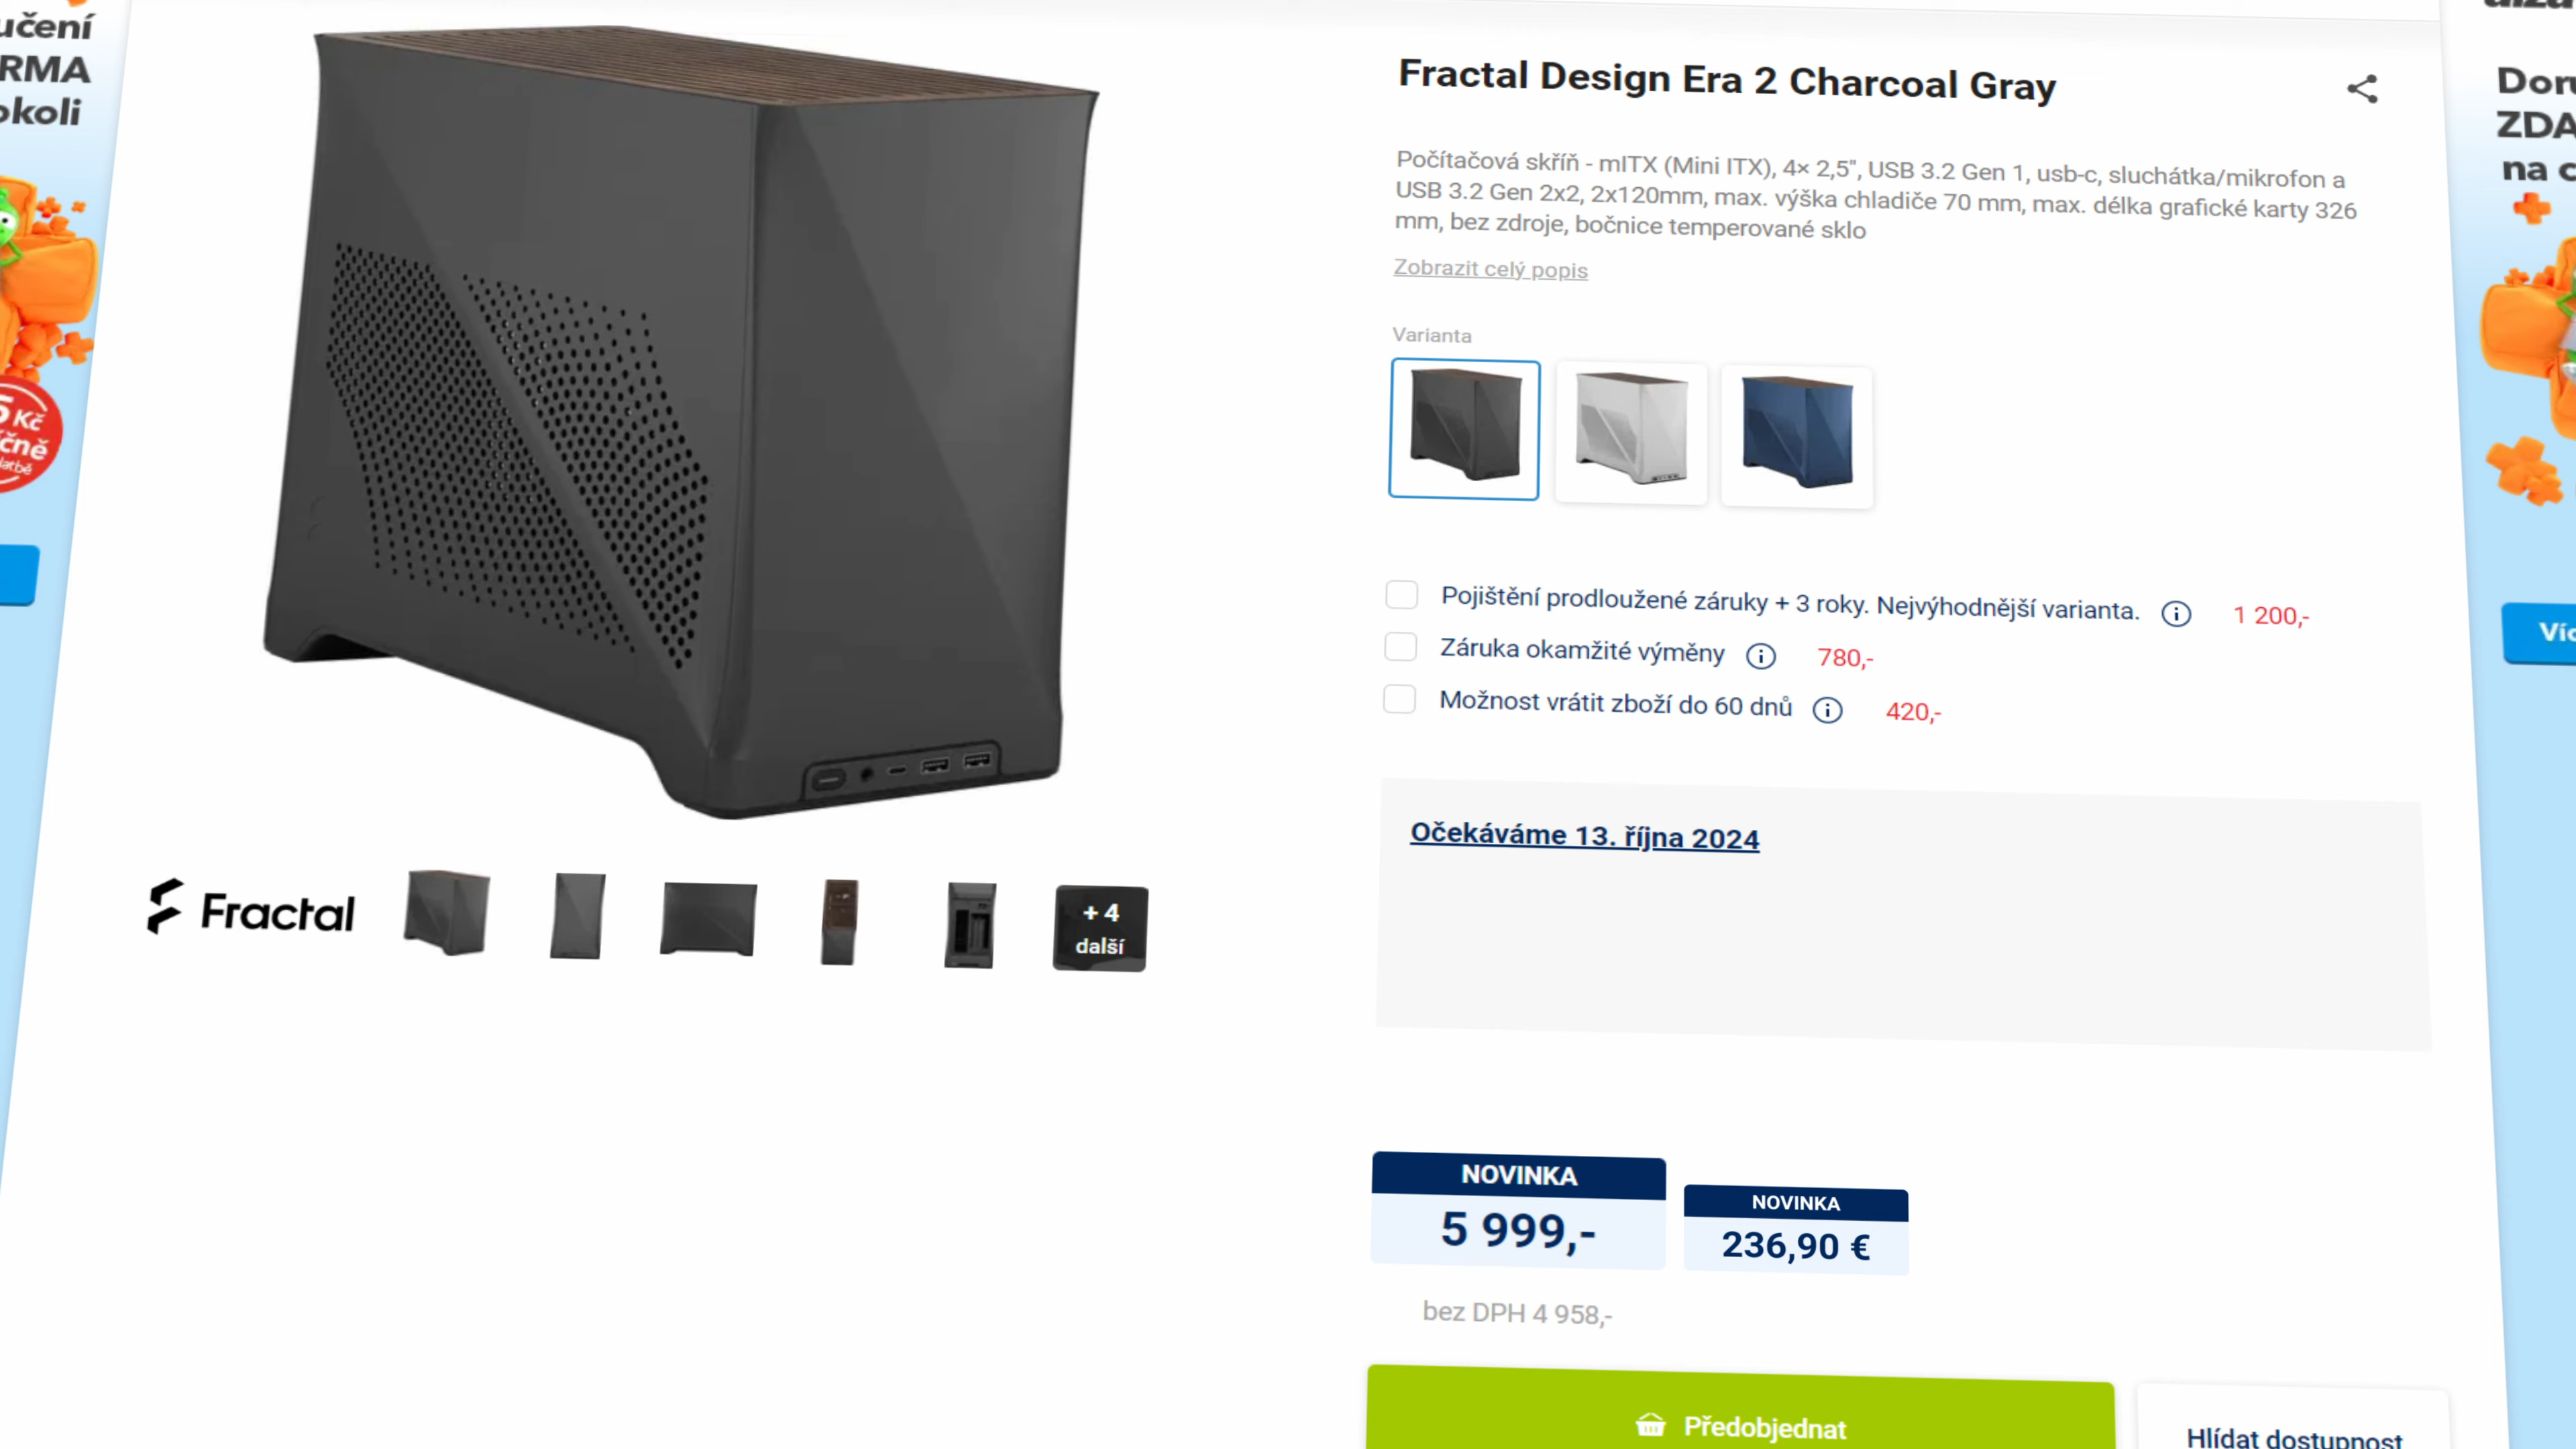 Fractal Design Era 2 Charcoal Gray
Počítačová skříň - mITX (Mini ITX), 4× 2,5", USB 3.2 Gen 1, usb-c, sluchátka/mikrofon a
USB 3.2 Gen 2x2, 2x120mm, max. výška chladiče 70 mm, max. délka grafické karty 326
mm, bez zdroje, bočnice temperované sklo
Zobrazit celý popis
Varianta
Pojištění prodloužené záruky + 3 roky. Nejvýhodnější varianta. 1 200,-
Záruka okamžité výměny 780,-
Možnost vrátit zboží do 60 dnů 420,-
Očekáváme 13. října 2024
Fractal
+ 4
další
NOVINKA
5 999,-
NOVINKA
236,90 €
bez DPH 4 958,-
Předobjednat
Hlídat dostupnost
Kč
na